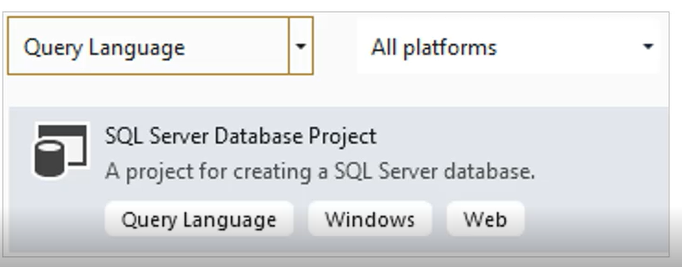 Query Language All platforms
SQL Server Database Project
A project for creating a SQL Server database.
Query Language Windows Web